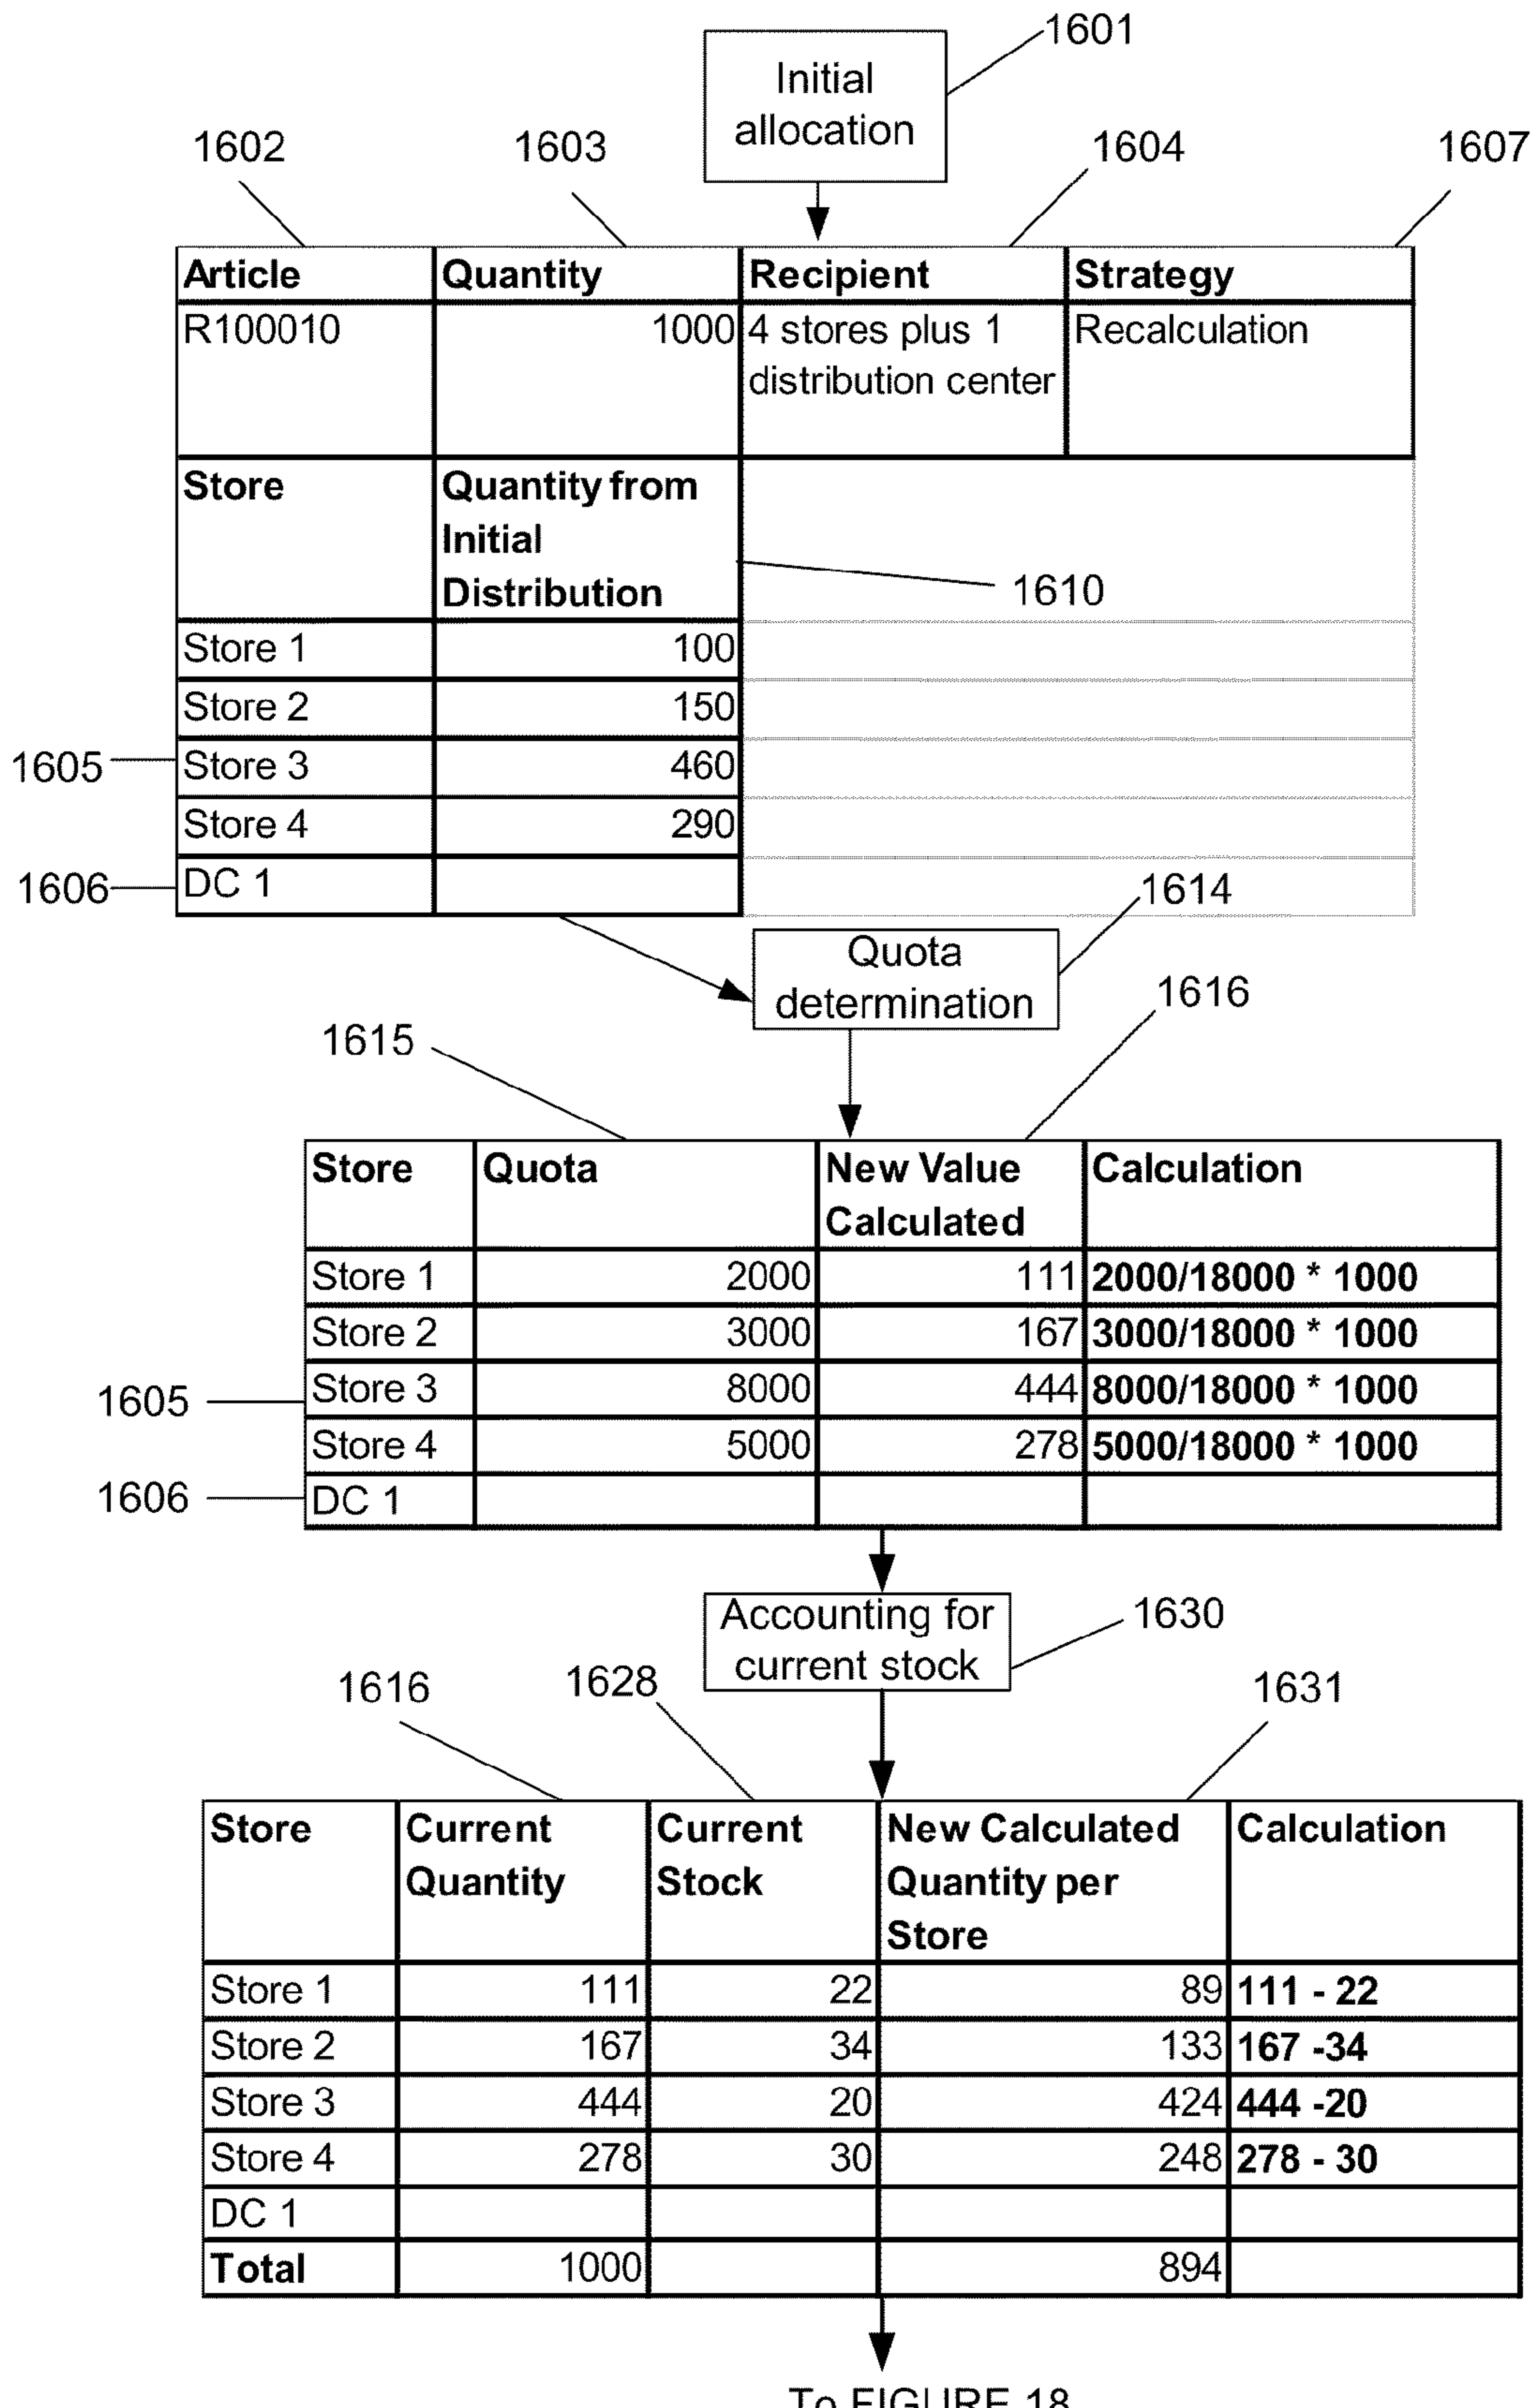 1601
Initial
allocation
1602
1603
1604
1607
Article Quantity Recipient Strategy
R100010 1000 4 stores plus 1 Recalculation
distribution center
Store Quantity from
Initial
Distribution
1610
Store 1 100
Store 2 150
1605 Store 3 460
Store 4 290
1606 DC 1
1614
Quota
determination
1616
1615
Store Quota New Value Calculation
Calculated
Store 1 2000 111 2000/18000 * 1000
Store 2 3000 167 3000/18000 * 1000
1605 Store 3 8000 444 8000/18000 * 1000
Store 4 5000 278 5000/18000 * 1000
1606 DC 1
Accounting for
current stock
1630
1616
1628
1631
Store Current Current New Calculated Calculation
Quantity Stock Quantity per
Store
Store 1 111 22 89 111 - 22
Store 2 167 34 133 167 -34
Store 3 444 20 424 444 -20
Store 4 278 30 248 278 - 30
DC 1
Total 1000 894
To FIGURE 18